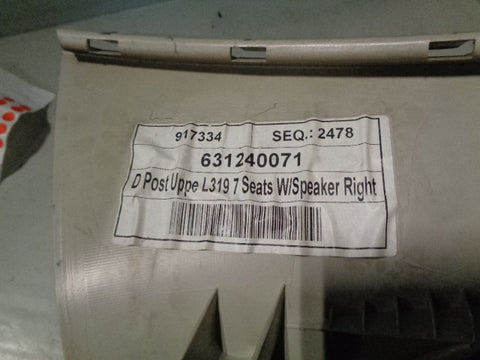 917334 SEQ.: 2478
631240071
D Post Uppe L319 7 Seats W/Speaker Right